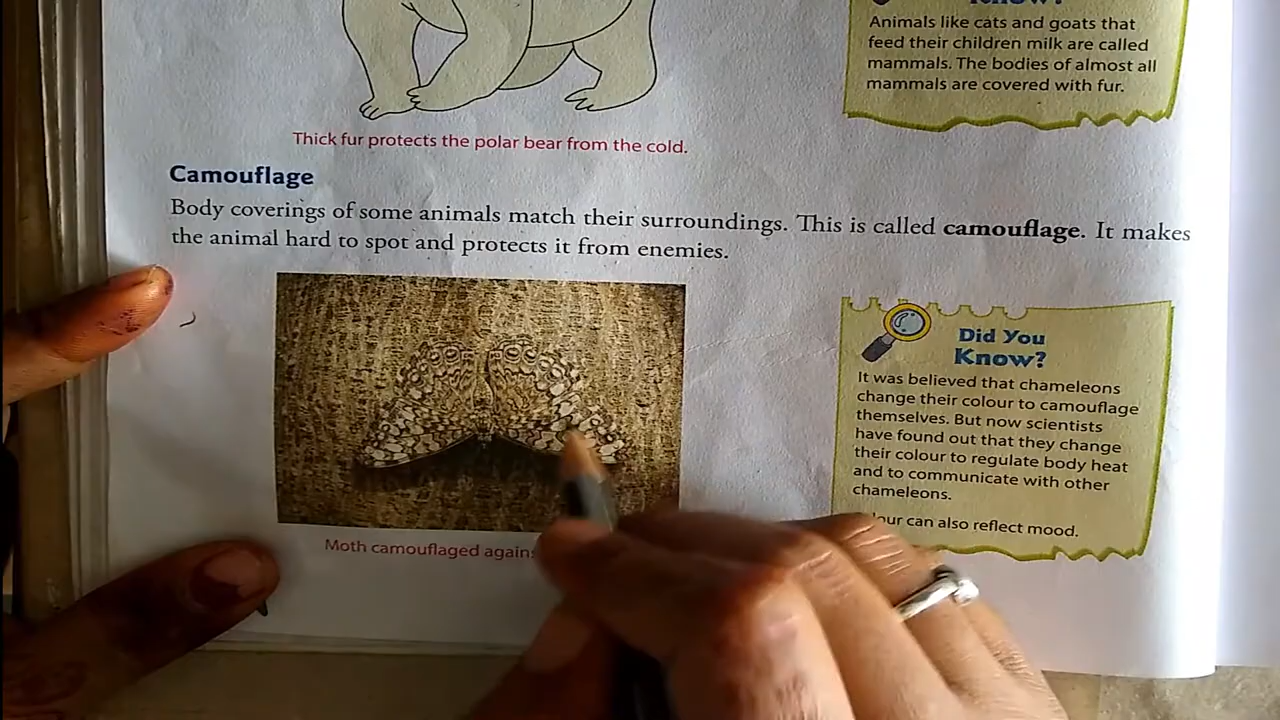 Know?
Animals like cats and goats that
feed their children milk are called
mammals. The bodies of almost all
mammals are covered with fur.
Thick fur protects the polar bear from the cold.
Camouflage
Body coverings of some animals match their surroundings. This is called camouflage. It makes
the animal hard to spot and protects it from enemies.
Moth camouflaged
Did You
Know?
It was believed that chameleons
change their colour to camouflage
themselves. But now scientists
have found out that they change
their colour to regulate body heat
and to communicate with other
chameleons.
can also reflect mood.